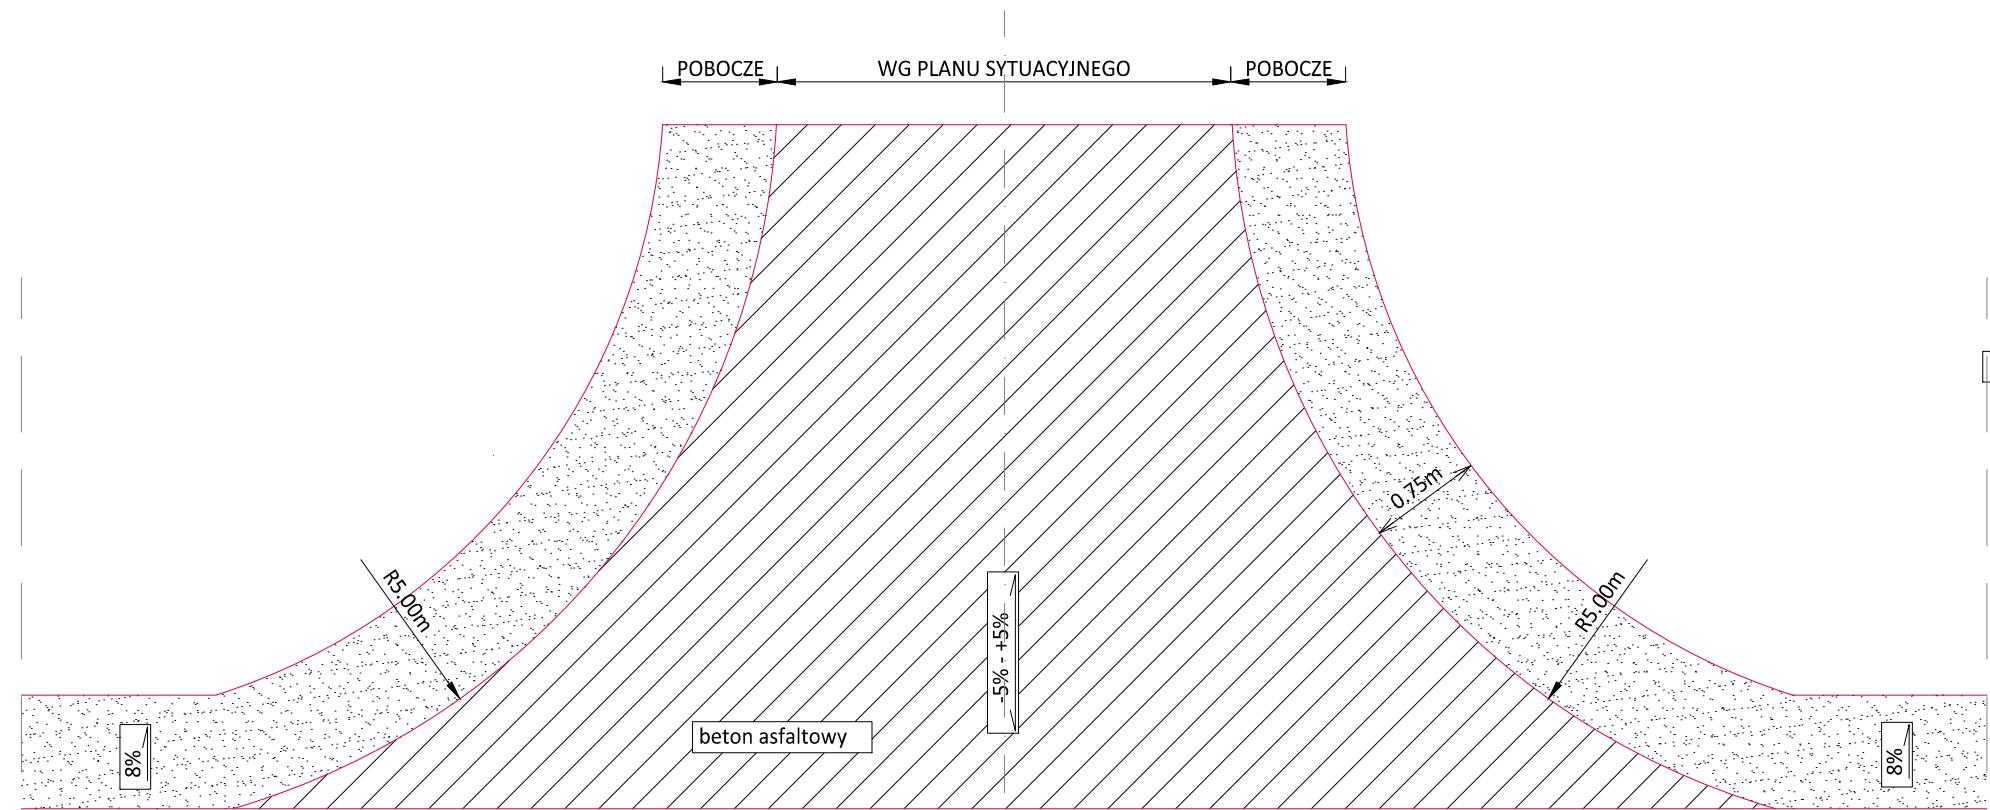 POBOCZE
WG PLANU SYTUACYJNEGO
POBOCZE
0.75m
R5.00m
R5.00m
-5% - +5%
beton asfaltowy
8%
8%